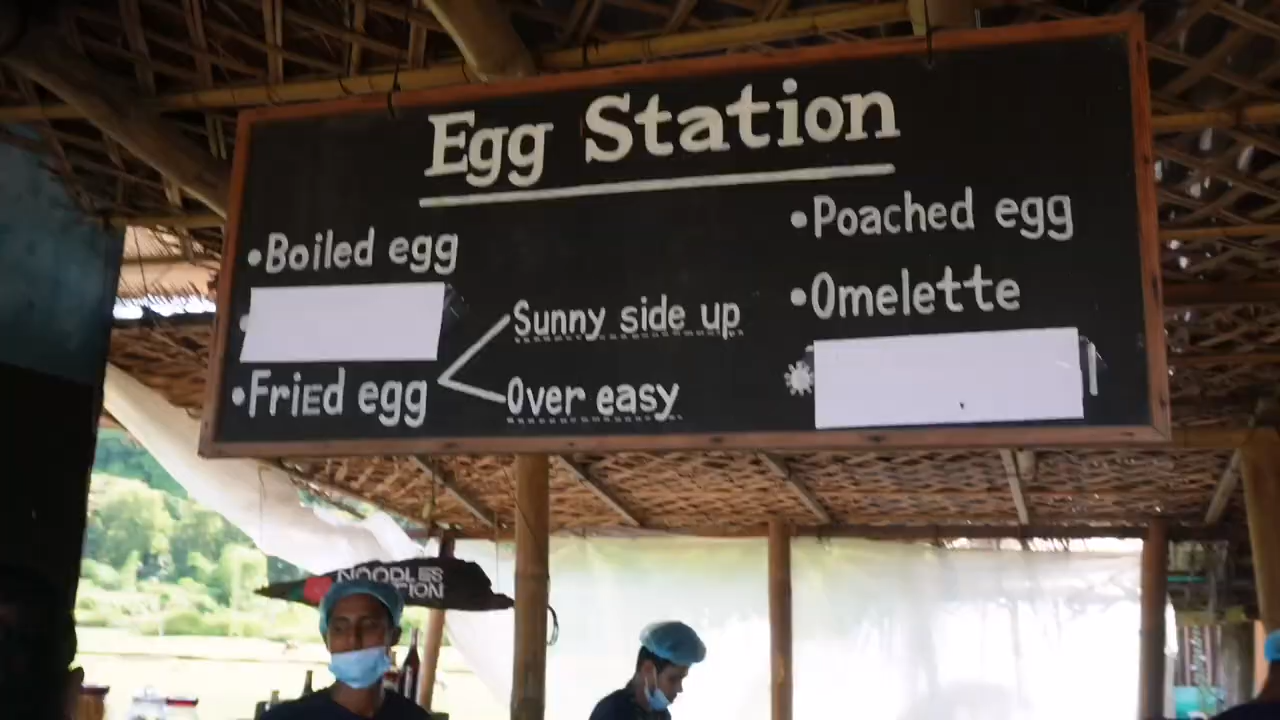 Egg Station
•Boiled egg
•Fried egg
Sunny side up
Over easy
•Poached egg
•Omelette
NOODLES